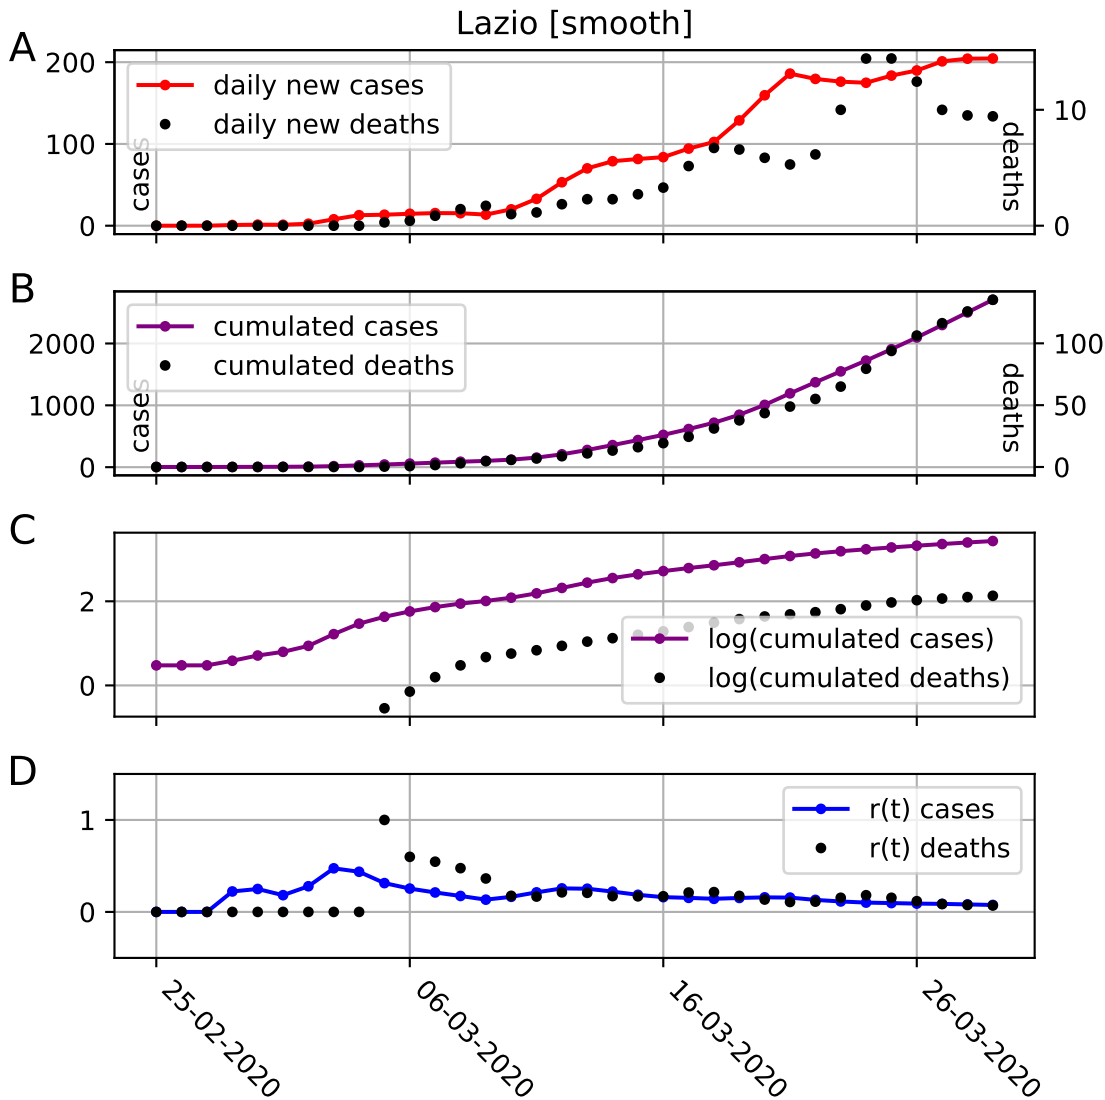 Lazio [smooth]
A
200
100
0
cases
daily new cases
daily new deaths
10
0
deaths
B
2000
1000
0
cases
cumulated cases
cumulated deaths
100
50
0
deaths
C
2
0
log(cumulated cases)
log(cumulated deaths)
D
1
0
r(t) cases
r(t) deaths
25-02-2020
06-03-2020
16-03-2020
26-03-2020